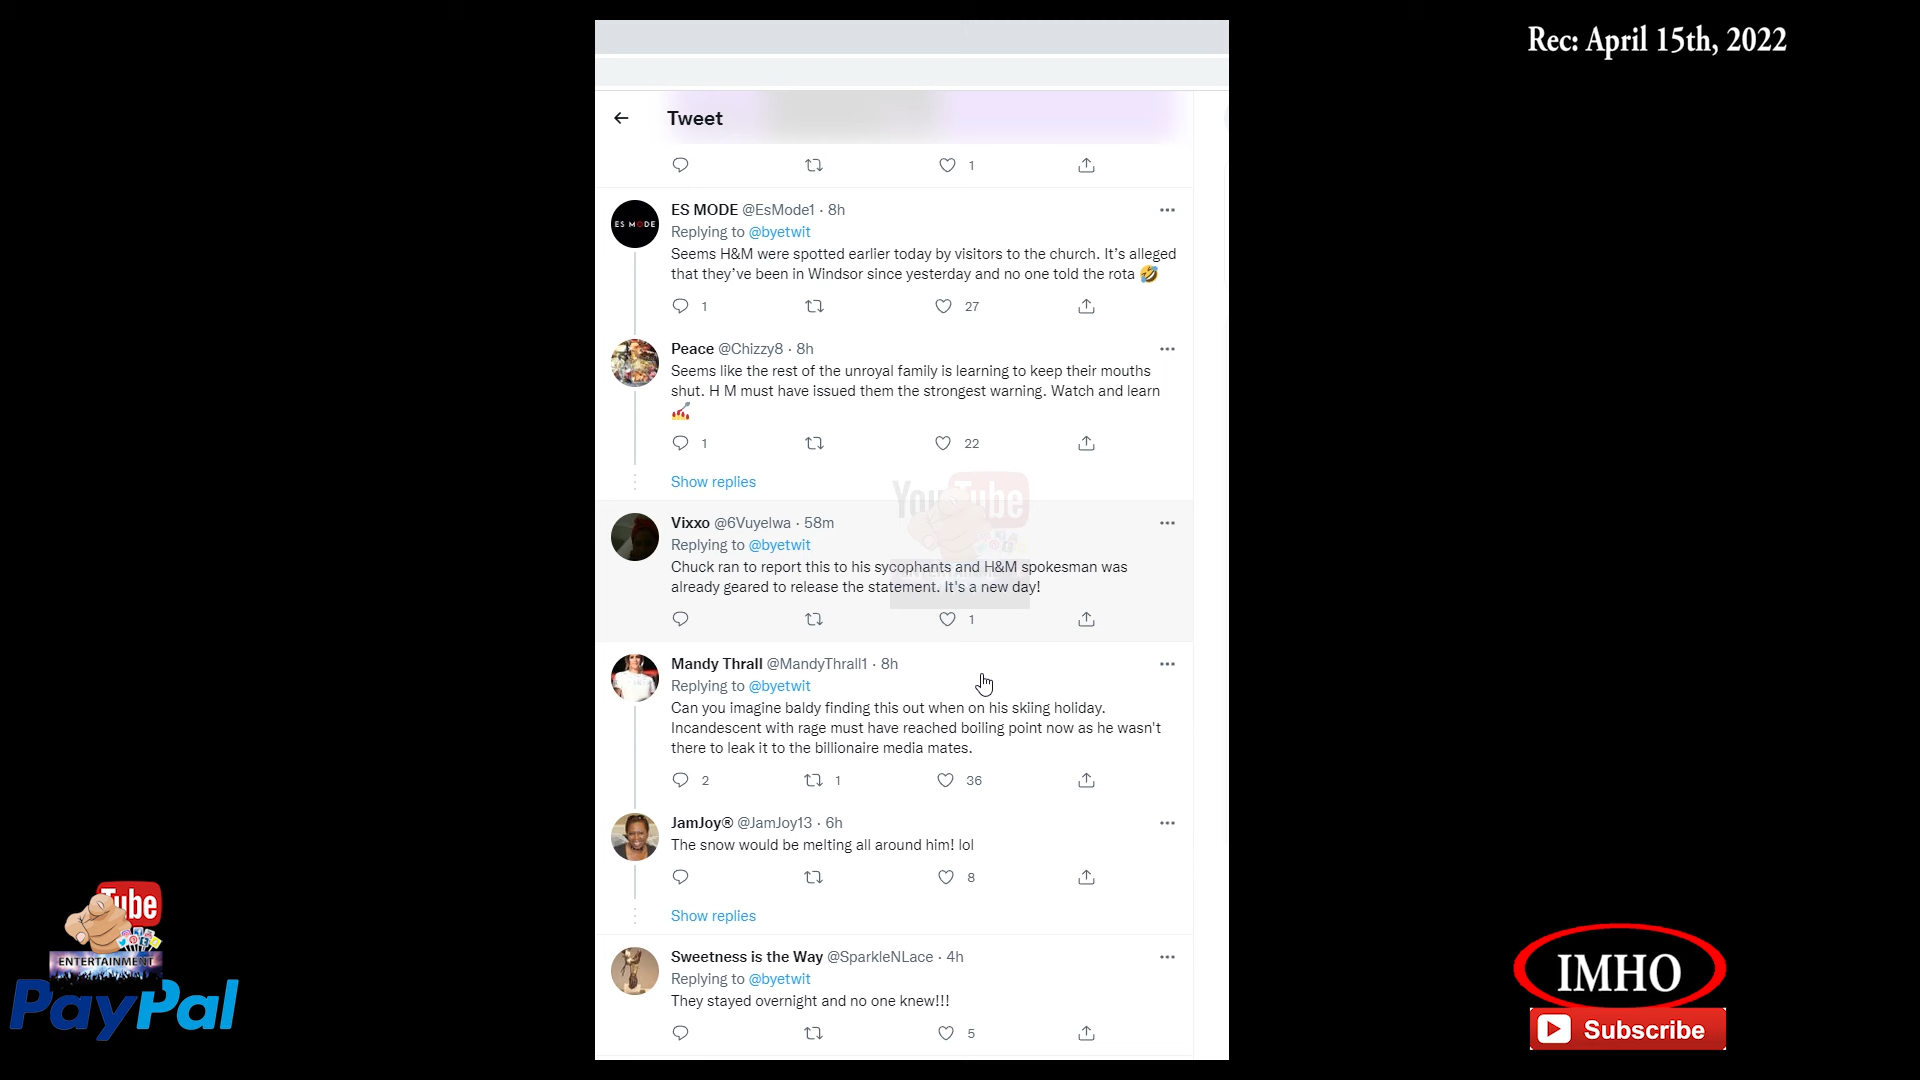 Rec: April 15th, 2022
Tweet
1
ES MODE @EsMode1 · 8h
ES MODE
Replying to @byetwit
Seems H&M were spotted earlier today by visitors to the church. It's alleged
that they've been in Windsor since yesterday and no one told the rota 🤣
1 27
Peace @Chizzy8 · 8h
Seems like the rest of the unroyal family is learning to keep their mouths
shut. H M must have issued them the strongest warning. Watch and learn
💅
1 22
Show replies
YouTube
Vixxo @6Vuyelwa · 58m
Replying to @byetwit
Chuck ran to report this to his sycophants and H&M spokesman was
already geared to release the statement. It's a new day!
1
Mandy Thrall @MandyThrall1 · 8h
Replying to @byetwit
Can you imagine baldy finding this out when on his skiing holiday.
Incandescent with rage must have reached boiling point now as he wasn't
there to leak it to the billionaire media mates.
2 1 36
JamJoy® @JamJoy13 · 6h
The snow would be melting all around him! lol
8
Show replies
Sweetness is the Way @SparkleNLace · 4h
Replying to @byetwit
They stayed overnight and no one knew!!!
5
Tube
ENTERTAINMENT
PayPal
IMHO
Subscribe